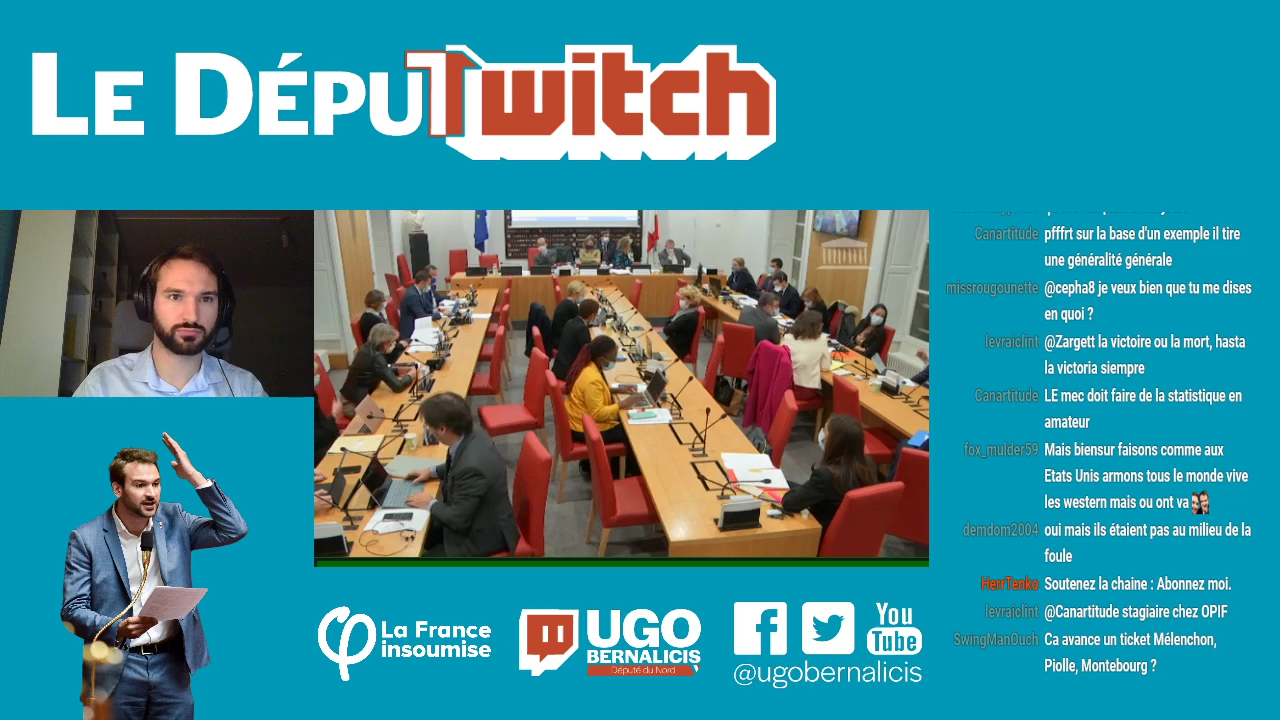 LE DÉPUTwitch
Canartitude pfffrt sur la base d'un exemple il tire
une généralité générale
missrougounette @cepha8 je veux bien que tu me dises
en quoi ?
levraiclint @Zargett la victoire ou la mort, hasta
la victoria siempre
Canartitude LE mec doit faire de la statistique en
amateur
fox_mulder59 Mais biensur faisons comme aux
Etats Unis armons tous le monde vive
les western mais ou ont va
demdom2004 oui mais ils étaient pas au milieu de la
foule
HerrTenko Soutenez la chaine : Abonnez moi.
levraiclint @Canartitude stagiaire chez OPIF
SwingManOuch Ca avance un ticket Mélenchon,
Piolle, Montebourg ?
La France
insoumise
UGO
BERNALICIS
Député du Nord
You
Tube
@ugobernalicis